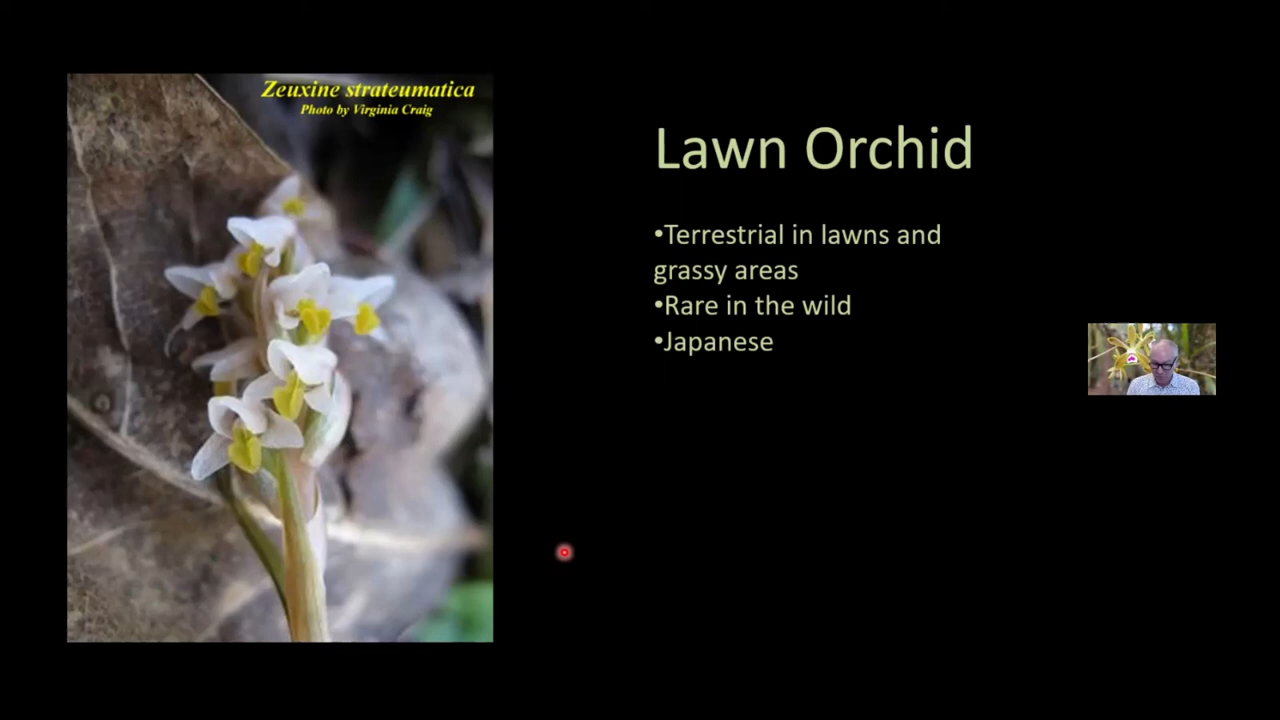 Zeuxine strateumatica
Photo by Virginia Craig
Lawn Orchid
•Terrestrial in lawns and
grassy areas
•Rare in the wild
•Japanese